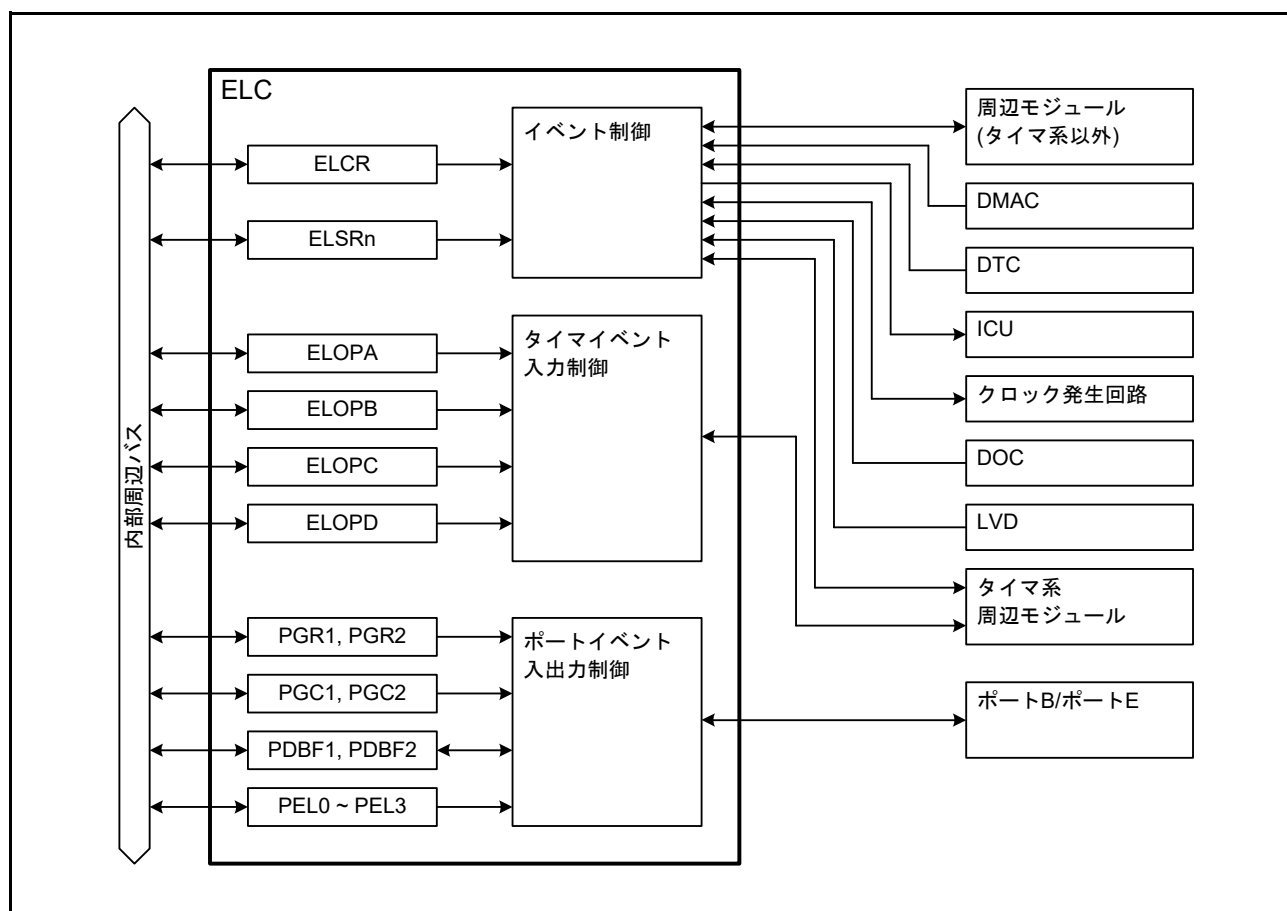 ELC
内部周辺バス
ELCR
ELSRn
イベント制御
ELOPA
ELOPB
ELOPC
ELOPD
タイマイベント
入力制御
PGR1, PGR2
PGC1, PGC2
PDBF1, PDBF2
PEL0 ~ PEL3
ポートイベント
入出力制御
周辺モジュール
(タイマ系以外)
DMAC
DTC
ICU
クロック発生回路
DOC
LVD
タイマ系
周辺モジュール
ポートB/ポートE